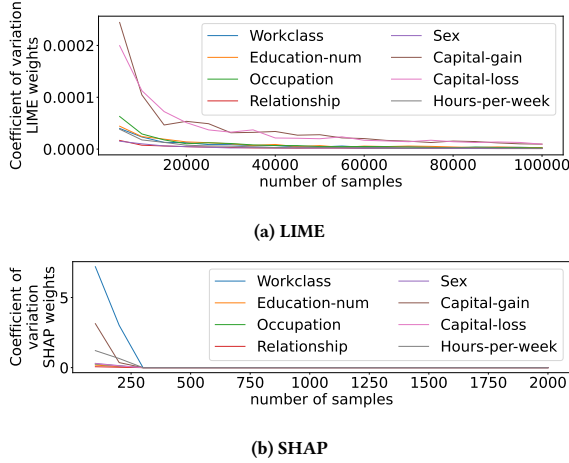 Coefficient of variation
LIME weights
0.0002
0.0001
0.0000
Workclass
Education-num
Occupation
Relationship
Sex
Capital-gain
Capital-loss
Hours-per-week
20000 40000 60000 80000 100000
number of samples
(a) LIME
Coefficient of
variation
SHAP weights
5
0
Workclass
Education-num
Occupation
Relationship
Sex
Capital-gain
Capital-loss
Hours-per-week
250 500 750 1000 1250 1500 1750 2000
number of samples
(b) SHAP